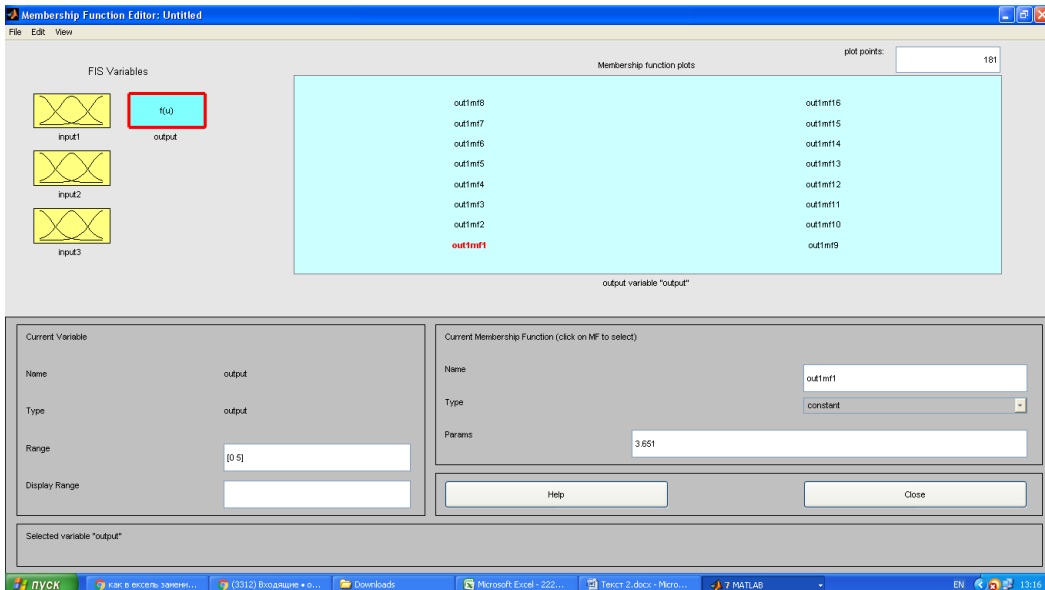 Membership Function Editor: Untitled
File Edit View
FIS Variables
plot points:
181
Membership function plots
f(u)
input1
output
input2
input3
out1mf8
out1mf16
out1mf7
out1mf15
out1mf6
out1mf14
out1mf5
out1mf13
out1mf4
out1mf12
out1mf3
out1mf11
out1mf2
out1mf10
out1mf1
out1mf9
output variable "output"
Current Variable
Name
output
Type
output
Range
[0 5]
Display Range
Current Membership Function (click on MF to select)
Name
out1mf1
Type
constant
Params
3.651
Help
Close
Selected variable "output"
пуск
как в ексель замени...
(3312) Входящие • о...
Downloads
Microsoft Excel - 222...
Текст 2.docx - Micro...
7 MATLAB
EN
13:16